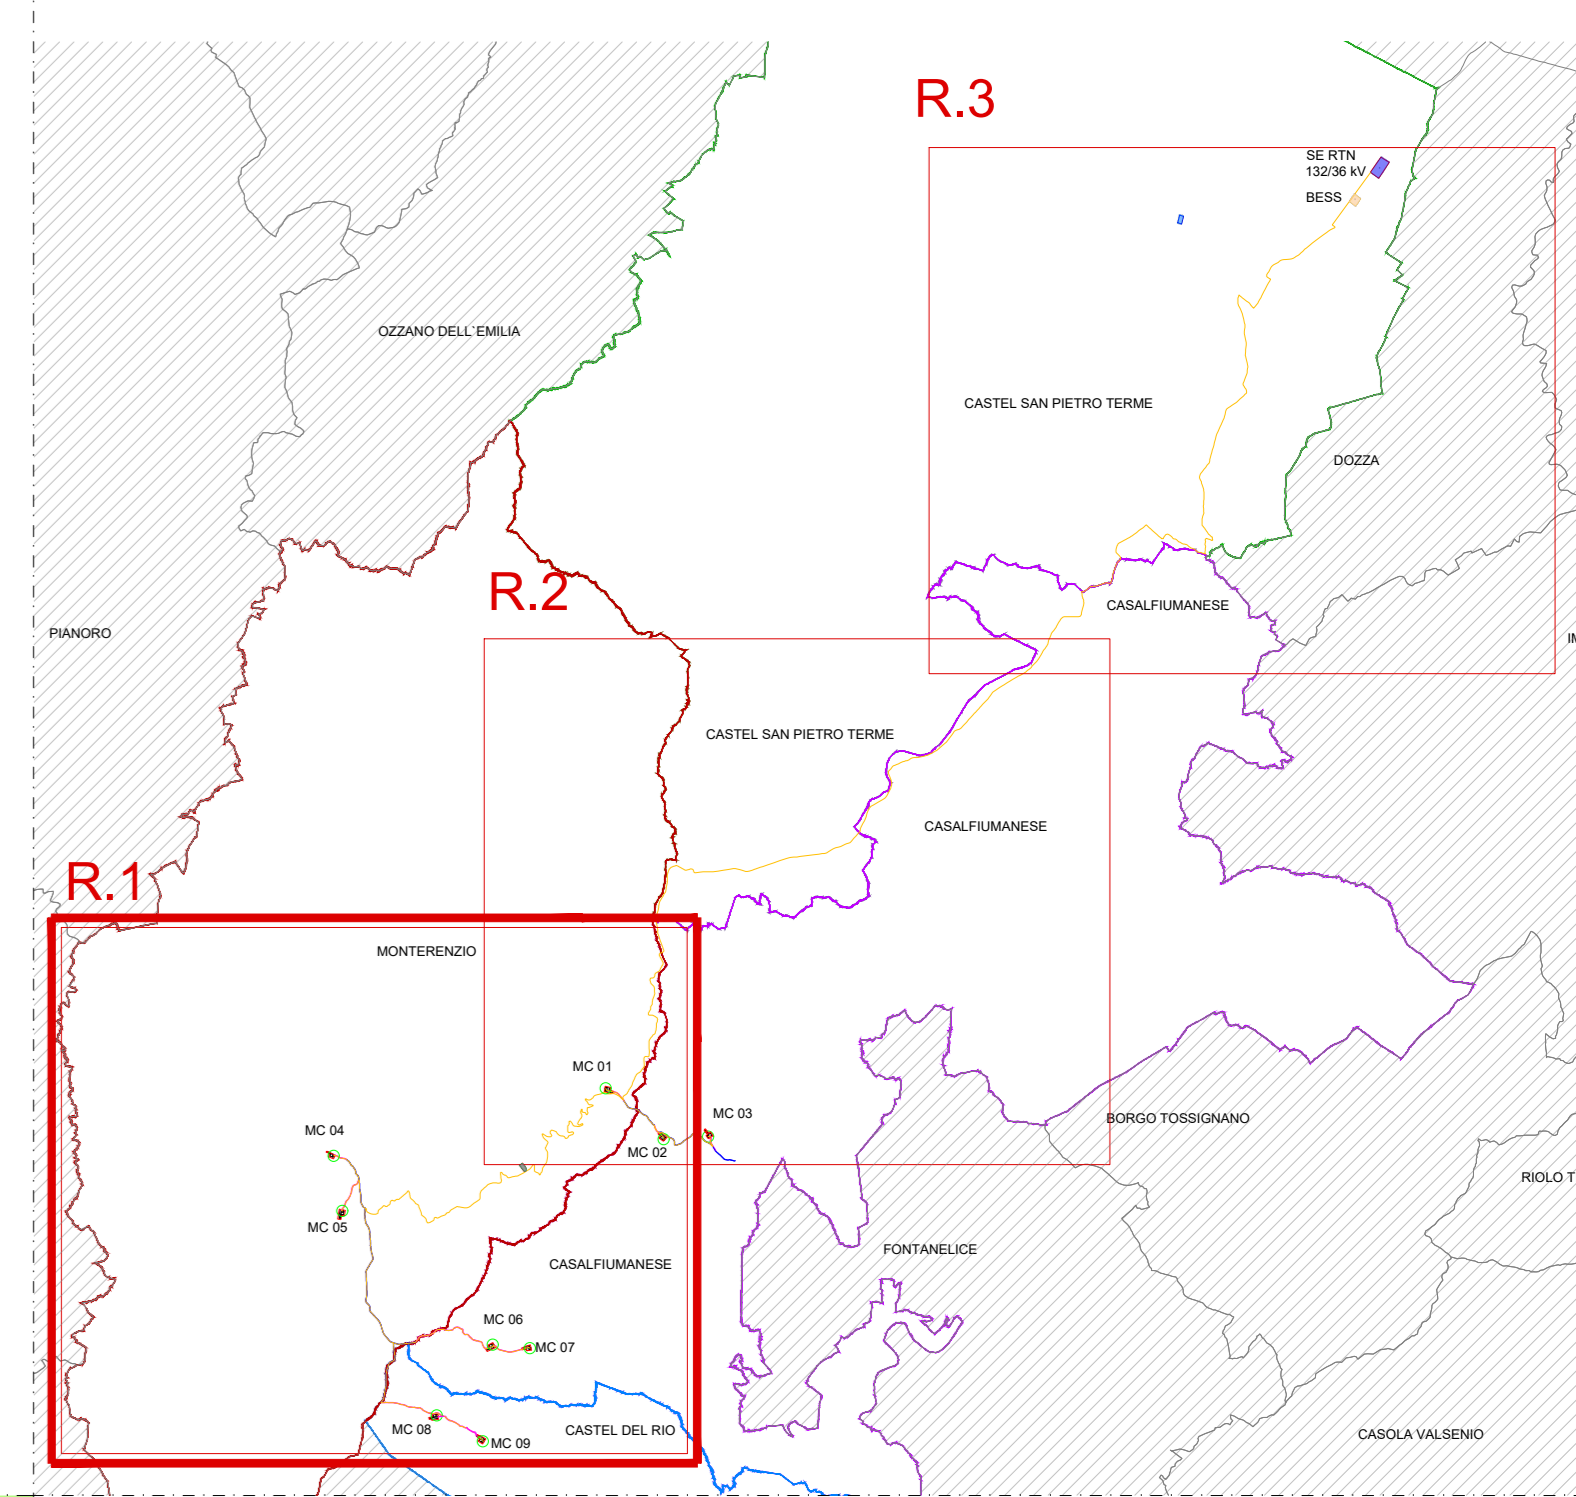 R.3
SE RTN
132/36 kV
BESS
OZZANO DELL`EMILIA
CASTEL SAN PIETRO TERME
DOZZA
R.2
CASALFIUMANESE
PIANORO
IM
CASTEL SAN PIETRO TERME
CASALFIUMANESE
R.1
MONTERENZIO
MC 01
MC 03
BORGO TOSSIGNANO
MC 04
MC 02
RIOLO T
MC 05
FONTANELICE
CASALFIUMANESE
MC 06
MC 07
MC 08
CASTEL DEL RIO
CASOLA VALSENIO
MC 09